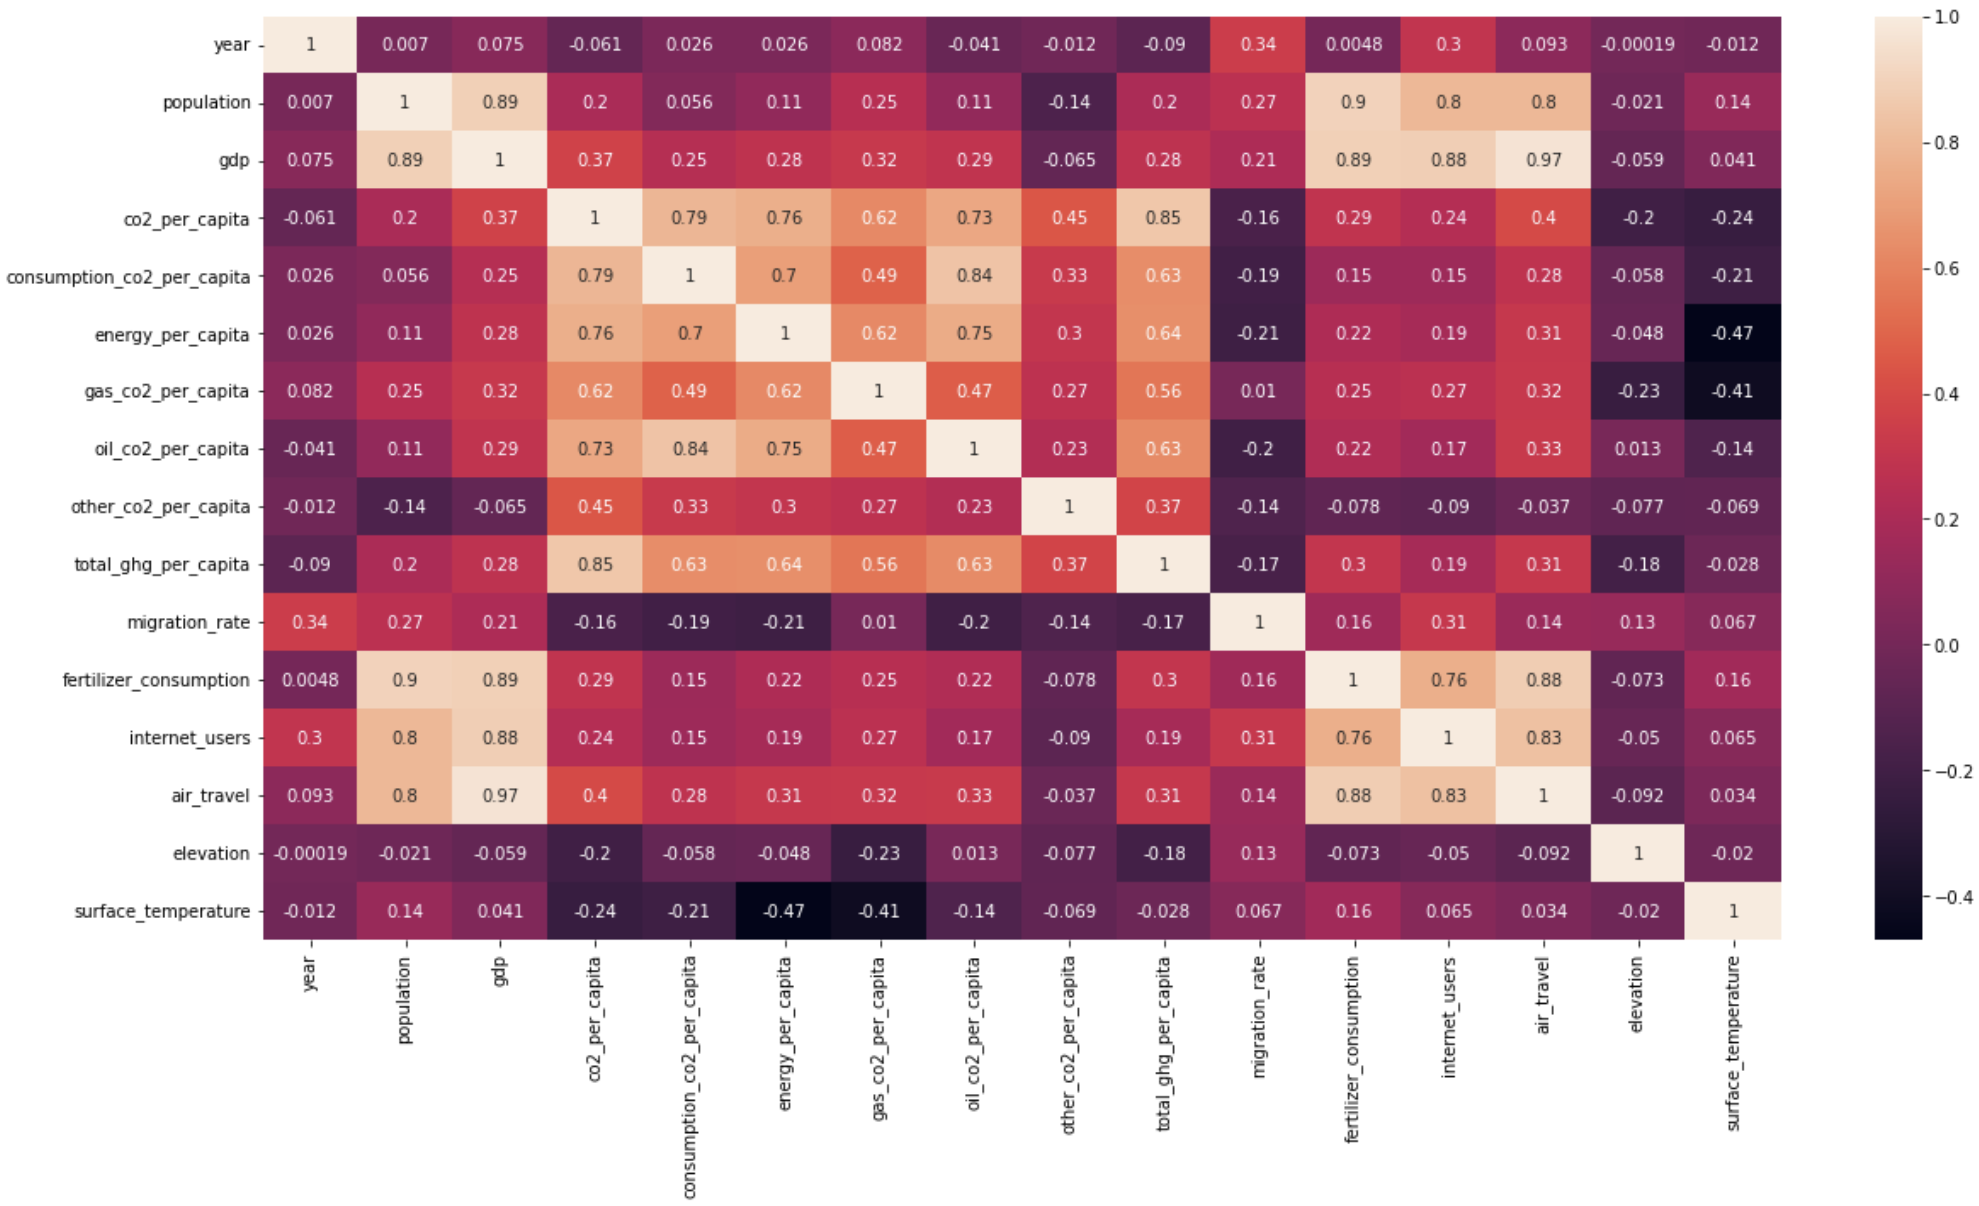 year 1 0.007 0.075 -0.061 0.026 0.026 0.082 -0.041 -0.012 -0.09 0.34 0.0048 0.3 0.093 -0.00019 -0.012
population 0.007 1 0.89 0.2 0.056 0.11 0.25 0.11 -0.14 0.2 0.27 0.9 0.8 0.8 -0.021 0.14
gdp 0.075 0.89 1 0.37 0.25 0.28 0.32 0.29 -0.065 0.28 0.21 0.89 0.88 0.97 -0.059 0.041
co2_per_capita -0.061 0.2 0.37 1 0.79 0.76 0.62 0.73 0.45 0.85 -0.16 0.29 0.24 0.4 -0.2 -0.24
consumption_co2_per_capita 0.026 0.056 0.25 0.79 1 0.7 0.49 0.84 0.33 0.63 -0.19 0.15 0.15 0.28 -0.058 -0.21
energy_per_capita 0.026 0.11 0.28 0.76 0.7 1 0.62 0.75 0.3 0.64 -0.21 0.22 0.19 0.31 -0.048 -0.47
gas_co2_per_capita 0.082 0.25 0.32 0.62 0.49 0.62 1 0.47 0.27 0.56 0.01 0.25 0.27 0.32 -0.23 -0.41
oil_co2_per_capita -0.041 0.11 0.29 0.73 0.84 0.75 0.47 1 0.23 0.63 -0.2 0.22 0.17 0.33 0.013 -0.14
other_co2_per_capita -0.012 -0.14 -0.065 0.45 0.33 0.3 0.27 0.23 1 0.37 -0.14 -0.078 -0.09 -0.037 -0.077 -0.069
total_ghg_per_capita -0.09 0.2 0.28 0.85 0.63 0.64 0.56 0.63 0.37 1 -0.17 0.3 0.19 0.31 -0.18 -0.028
migration_rate 0.34 0.27 0.21 -0.16 -0.19 -0.21 0.01 -0.2 -0.14 -0.17 1 0.16 0.31 0.14 0.13 0.067
fertilizer_consumption 0.0048 0.9 0.89 0.29 0.15 0.22 0.25 0.22 -0.078 0.3 0.16 1 0.76 0.88 -0.073 0.16
internet_users 0.3 0.8 0.88 0.24 0.15 0.19 0.27 0.17 -0.09 0.19 0.31 0.76 1 0.83 -0.05 0.065
air_travel 0.093 0.8 0.97 0.4 0.28 0.31 0.32 0.33 -0.037 0.31 0.14 0.88 0.83 1 -0.092 0.034
elevation -0.00019 -0.021 -0.059 -0.2 -0.058 -0.048 -0.23 0.013 -0.077 -0.18 0.13 -0.073 -0.05 -0.092 1 -0.02
surface_temperature -0.012 0.14 0.041 -0.24 -0.21 -0.47 -0.41 -0.14 -0.069 -0.028 0.067 0.16 0.065 0.034 -0.02 1
year
population
gdp
co2_per_capita
consumption_co2_per_capita
energy_per_capita
gas_co2_per_capita
oil_co2_per_capita
other_co2_per_capita
total_ghg_per_capita
migration_rate
fertilizer_consumption
internet_users
air_travel
elevation
surface_temperature
1.0
0.8
0.6
0.4
0.2
0.0
−0.2
−0.4